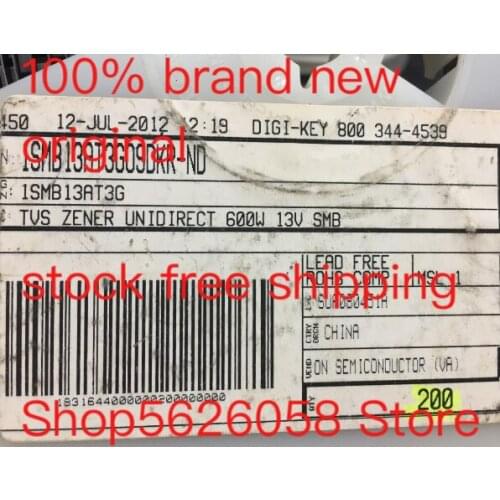 100% brand new
450 12-JUL-2012 12:19 DIGI-KEY 800 344-4539
original
1SMB13AT3G
TVS ZENER UNIDIRECT 600W 13V SMB
LEAD FREE
stock free shipping
ROHS COMP MSL 1
CHINA
ON SEMICONDUCTOR (VA)
QTY 200
Shop5626058 Store